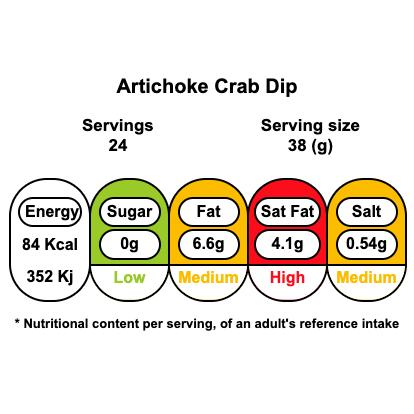 Artichoke Crab Dip
Servings
24
Serving size
38 (g)
Energy
84 Kcal
352 Kj
Sugar
0g
Low
Fat
6.6g
Medium
Sat Fat
4.1g
High
Salt
0.54g
Medium
* Nutritional content per serving, of an adult's reference intake